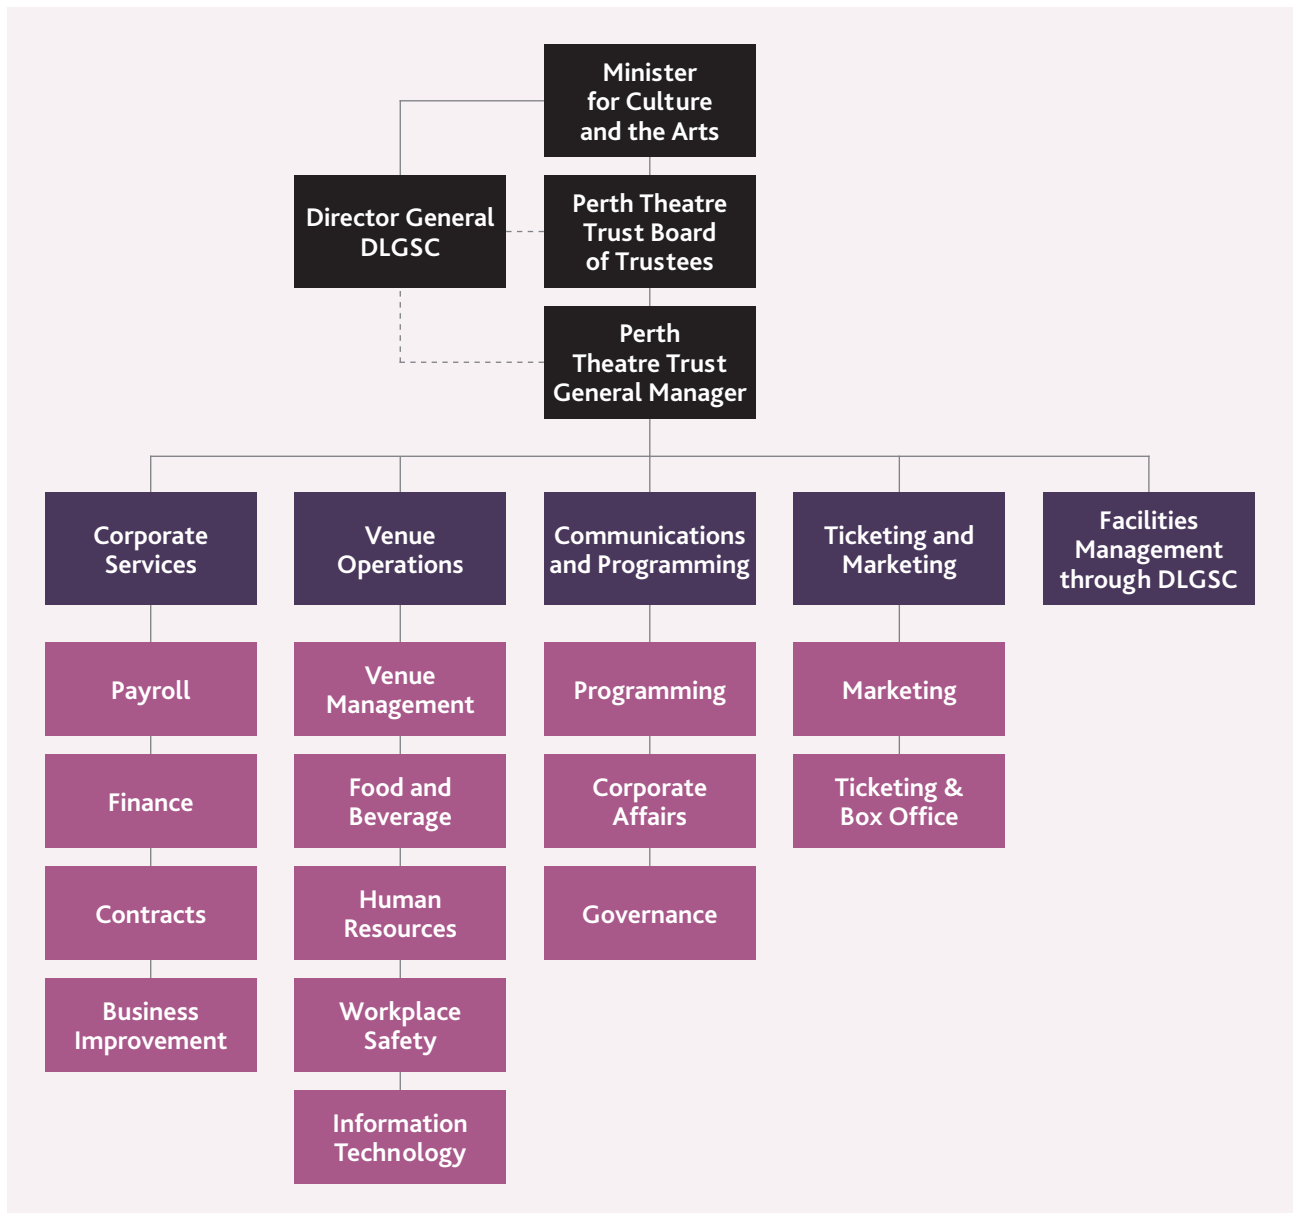 Minister
for Culture
and the Arts
Director General
DLGSC
Perth Theatre
Trust Board
of Trustees
Perth
Theatre Trust
General Manager
Corporate
Services
Venue
Operations
Communications
and Programming
Ticketing and
Marketing
Facilities
Management
through DLGSC
Payroll
Finance
Contracts
Business
Improvement
Venue
Management
Food and
Beverage
Human
Resources
Workplace
Safety
Information
Technology
Programming
Corporate
Affairs
Governance
Marketing
Ticketing &
Box Office